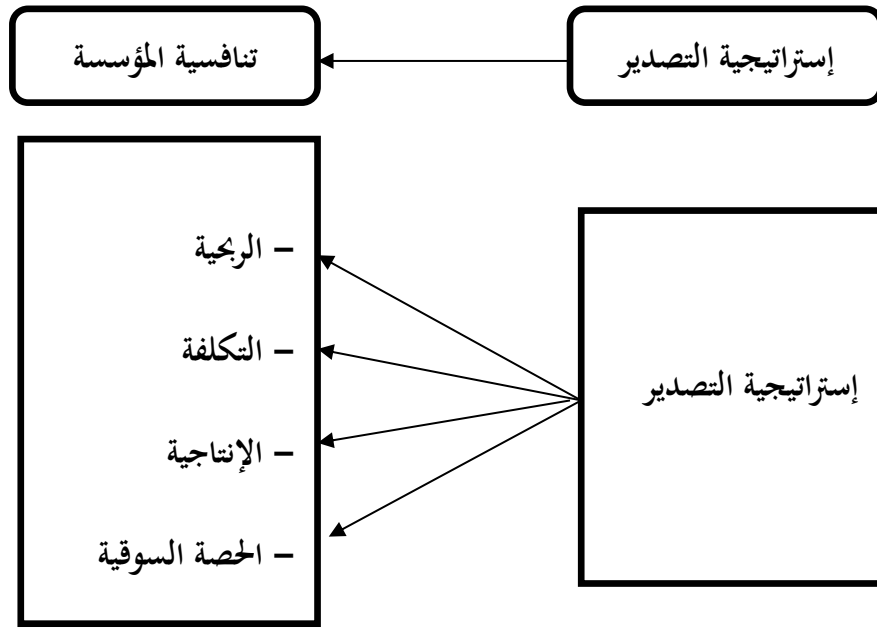 إستراتيجية التصدير
تنافسية المؤسسة
إستراتيجية التصدير
– الربحية
– التكلفة
– الإنتاجية
– الحصة السوقية